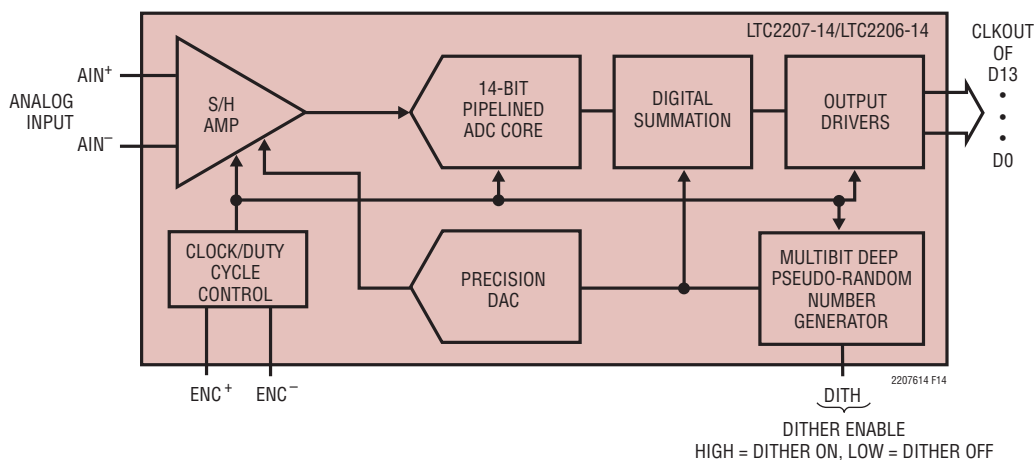 LTC2207-14/LTC2206-14
AIN+
ANALOG
INPUT
AIN–
S/H
AMP
14-BIT
PIPELINED
ADC CORE
DIGITAL
SUMMATION
OUTPUT
DRIVERS
CLKOUT
OF
D13
•
•
•
D0
CLOCK/DUTY
CYCLE
CONTROL
PRECISION
DAC
MULTIBIT DEEP
PSEUDO-RANDOM
NUMBER
GENERATOR
ENC+
ENC–
2207614 F14
DITH
DITHER ENABLE
HIGH = DITHER ON, LOW = DITHER OFF